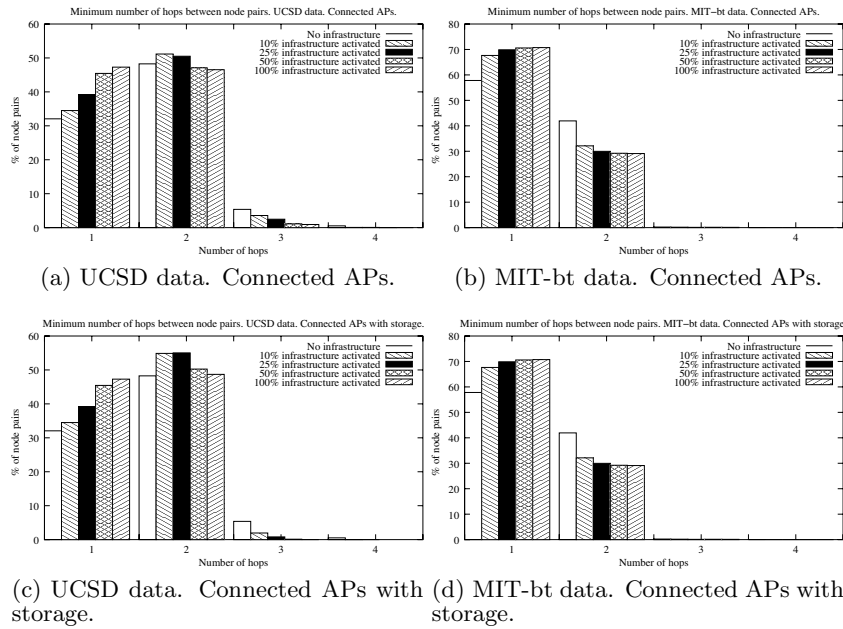 Minimum number of hops between node pairs. UCSD data. Connected APs.
No infrastructure
10% infrastructure activated
25% infrastructure activated
50% infrastructure activated
100% infrastructure activated
% of node pairs
60
50
40
30
20
10
0
1 2 3 4
Number of hops
(a) UCSD data. Connected APs.
Minimum number of hops between node pairs. MIT−bt data. Connected APs.
No infrastructure
10% infrastructure activated
25% infrastructure activated
50% infrastructure activated
100% infrastructure activated
% of node pairs
80
70
60
50
40
30
20
10
0
1 2 3 4
Number of hops
(b) MIT-bt data. Connected APs.
Minimum number of hops between node pairs. UCSD data. Connected APs with storage.
No infrastructure
10% infrastructure activated
25% infrastructure activated
50% infrastructure activated
100% infrastructure activated
% of node pairs
60
50
40
30
20
10
0
1 2 3 4
Number of hops
(c) UCSD data. Connected APs with
storage.
Minimum number of hops between node pairs. MIT−bt data. Connected APs with storage
No infrastructure
10% infrastructure activated
25% infrastructure activated
50% infrastructure activated
100% infrastructure activated
% of node pairs
80
70
60
50
40
30
20
10
0
1 2 3 4
Number of hops
(d) MIT-bt data. Connected APs with
storage.